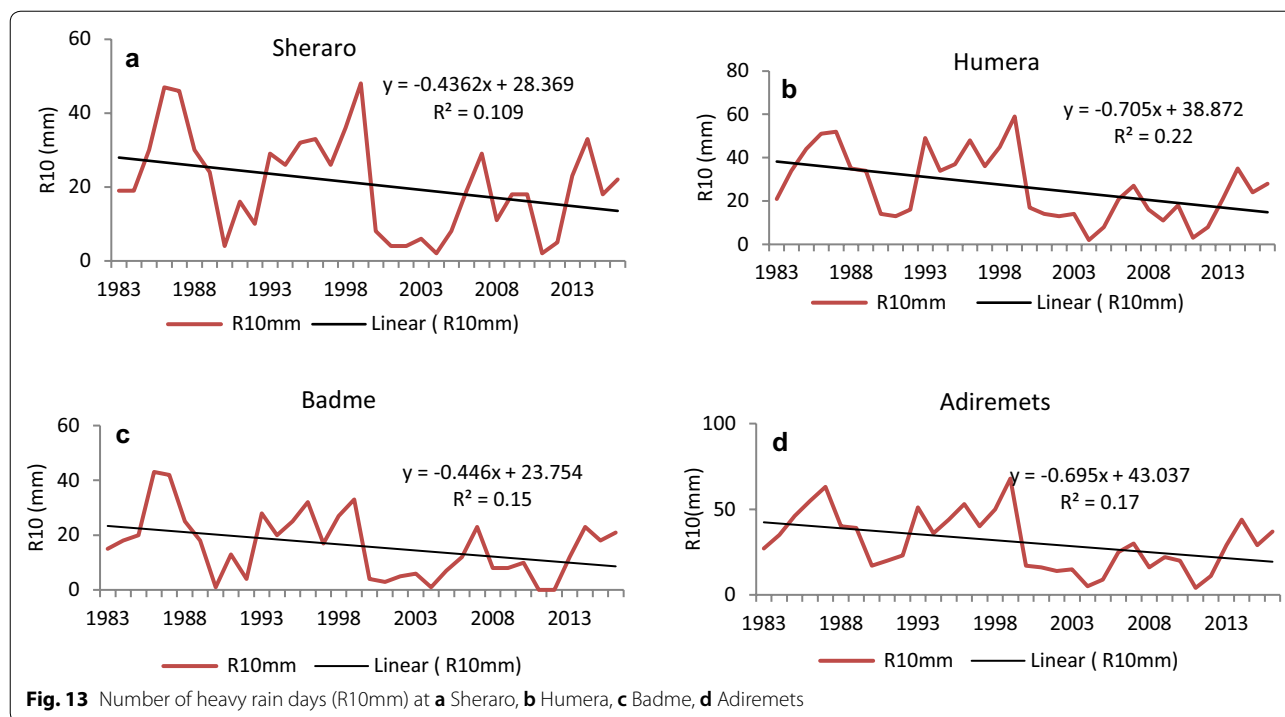 a
Sheraro
y = -0.4362x + 28.369
R² = 0.109
R10 (mm)
60
40
20
0
1983 1988 1993 1998 2003 2008 2013
R10mm Linear ( R10mm)
b
Humera
y = -0.705x + 38.872
R² = 0.22
R10 (mm)
80
60
40
20
0
1983 1988 1993 1998 2003 2008 2013
R10mm Linear ( R10mm)
c
Badme
y = -0.446x + 23.754
R² = 0.15
R10 (mm)
60
40
20
0
1983 1988 1993 1998 2003 2008 2013
R10mm Linear ( R10mm)
d
Adiremets
y = -0.695x + 43.037
R² = 0.17
R10(mm)
100
50
0
1983 1988 1993 1998 2003 2008 2013
R10mm Linear ( R10mm)
Fig. 13 Number of heavy rain days (R10mm) at a Sheraro, b Humera, c Badme, d Adiremets